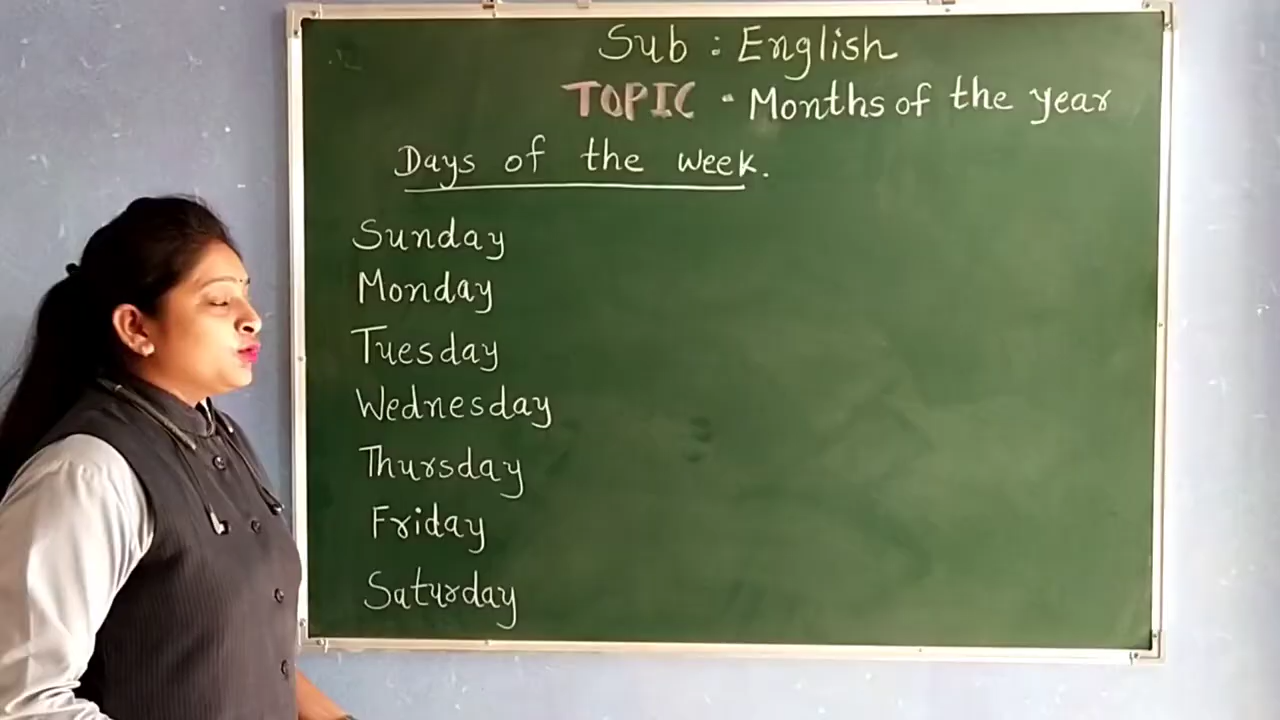 Sub : English
TOPIC - Months of the year
Days of the week.
Sunday
Monday
Tuesday
Wednesday
Thursday
Friday
Saturday